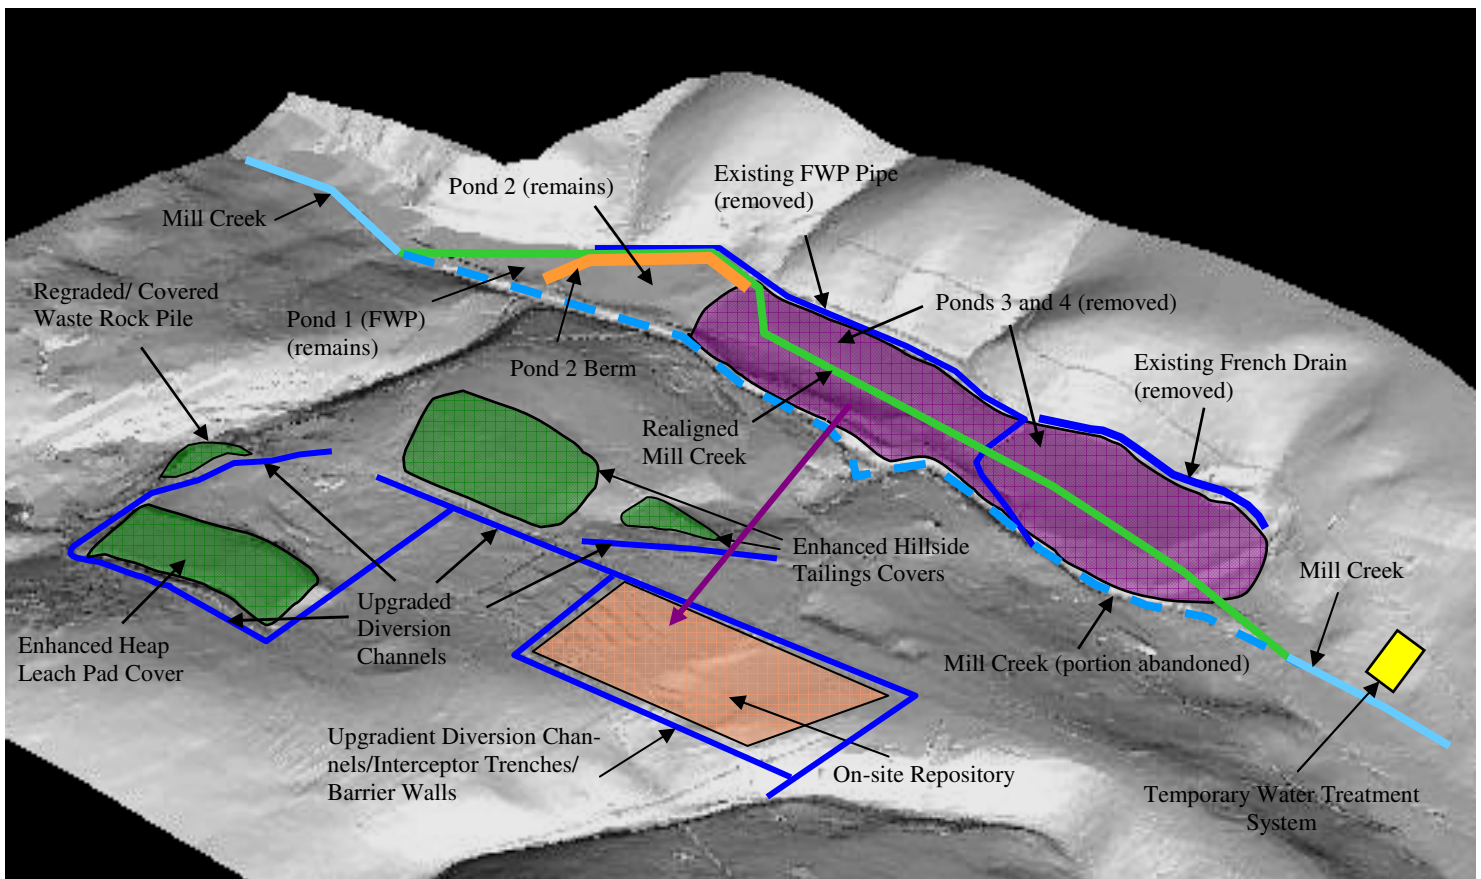 Existing FWP Pipe
(removed)
Pond 2 (remains)
Mill Creek
Regraded/ Covered
Waste Rock Pile
Pond 1 (FWP)
(remains)
Ponds 3 and 4 (removed)
Pond 2 Berm
Existing French Drain
(removed)
Realigned
Mill Creek
Enhanced Hillside
Tailings Covers
Mill Creek
Upgraded
Diversion
Channels
Enhanced Heap
Leach Pad Cover
Mill Creek (portion abandoned)
Upgradient Diversion Chan-
nels/Interceptor Trenches/
Barrier Walls
On-site Repository
Temporary Water Treatment
System